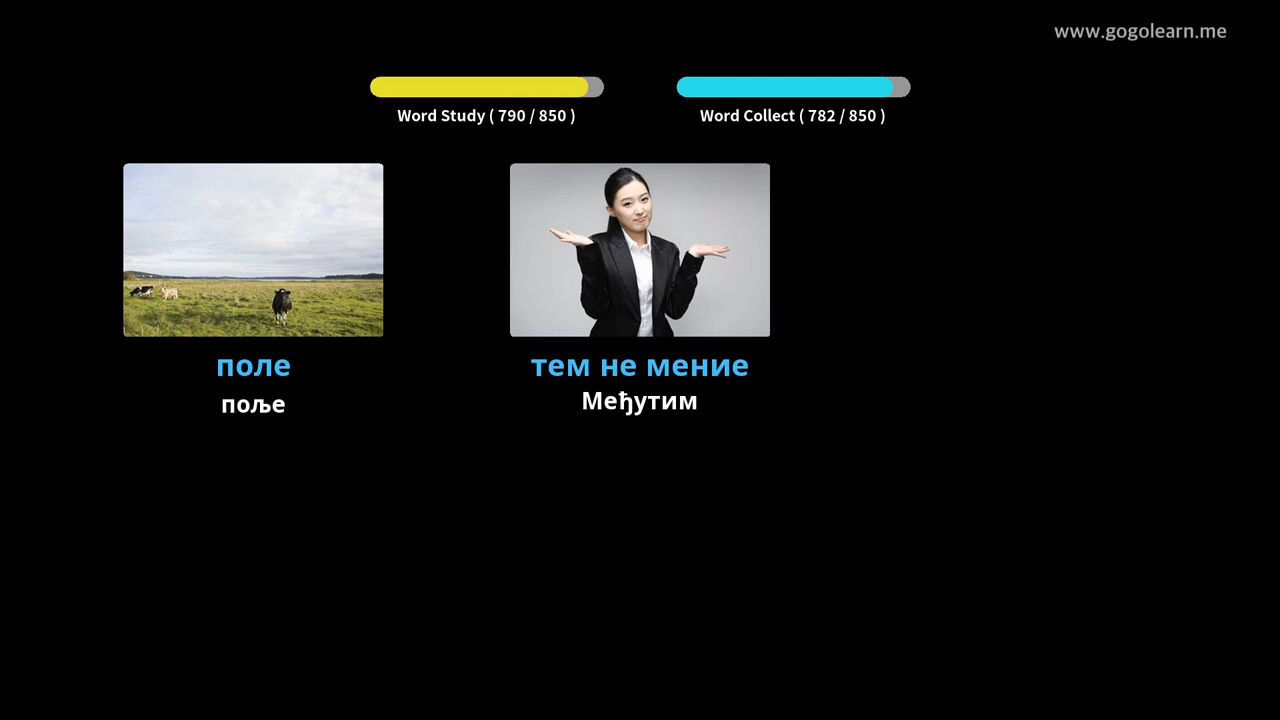 www.gogolearn.me
Word Study ( 790 / 850 )
Word Collect ( 782 / 850 )
поле
поље
тем не мение
Међутим